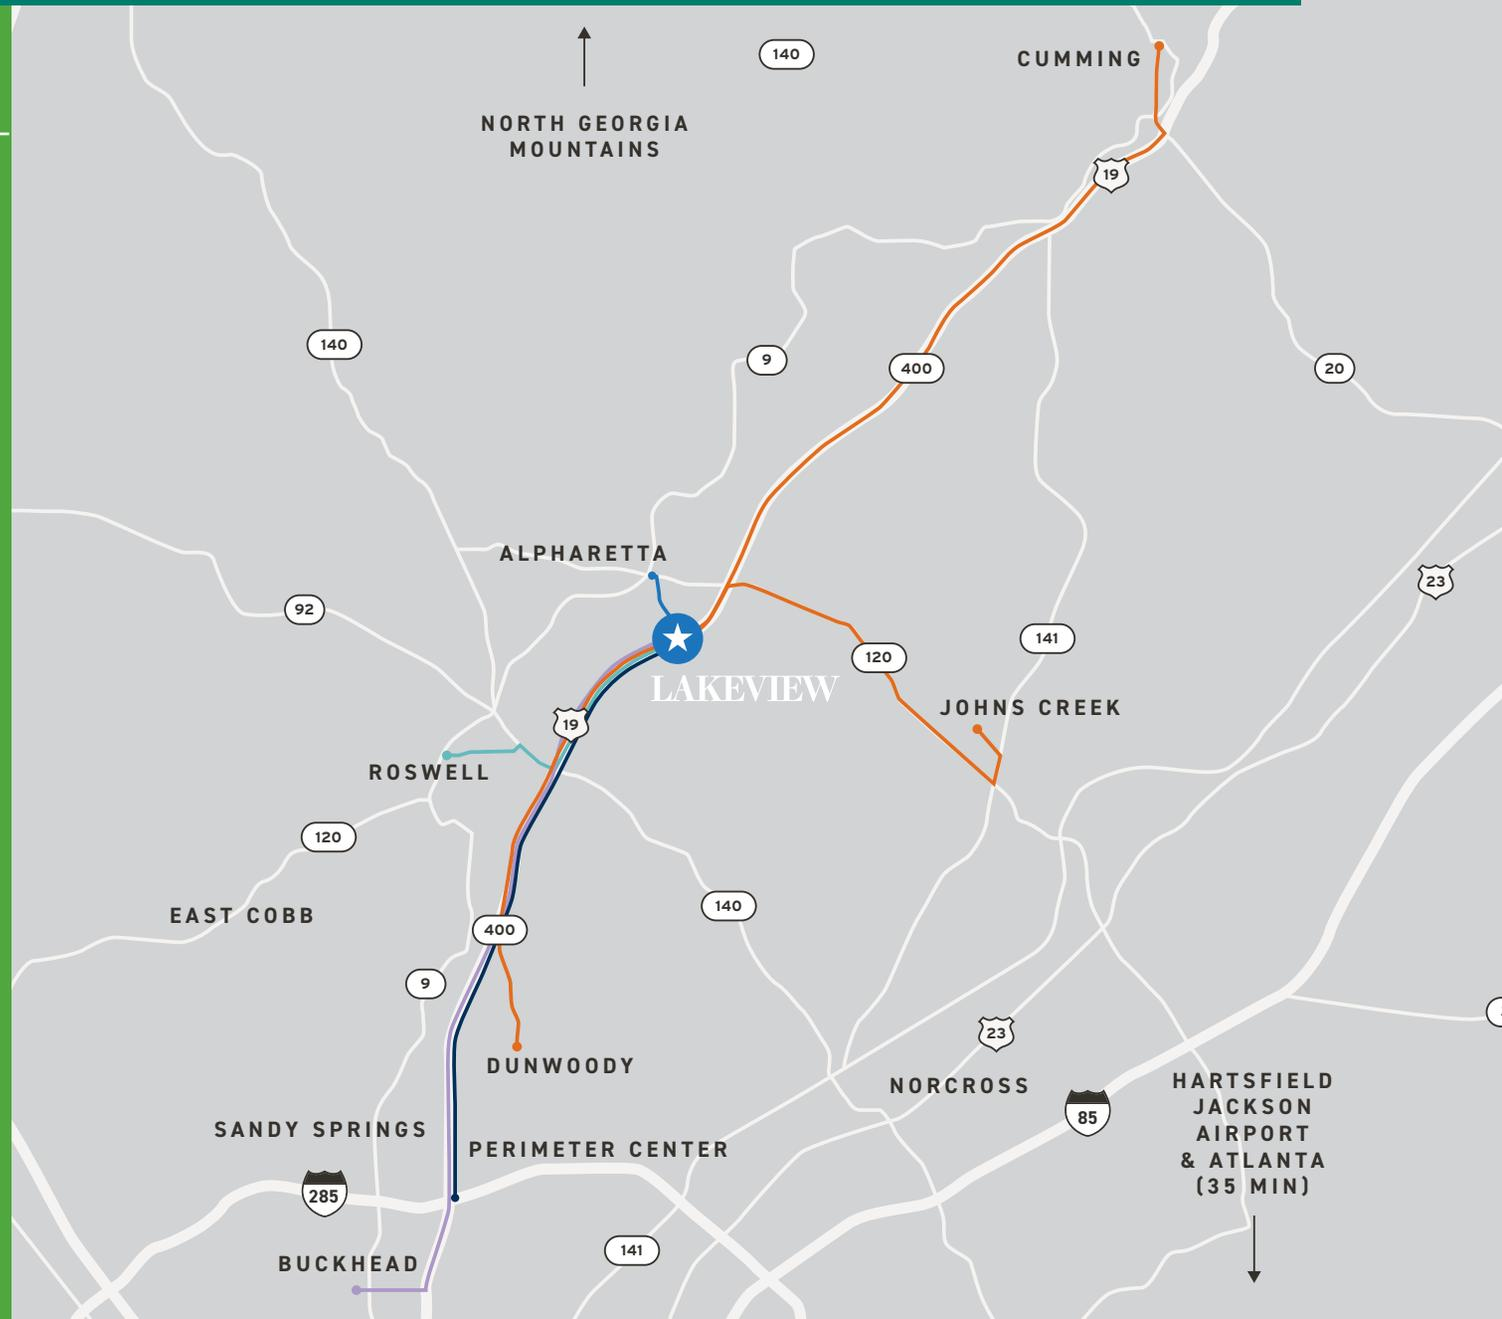 140
CUMMING
NORTH GEORGIA
MOUNTAINS
19
140
9
400
20
ALPHARETTA
23
92
141
120
LAKEVIEW
JOHNS CREEK
19
ROSWELL
120
140
EAST COBB
400
9
23
DUNWOODY
NORCROSS
HARTSFIELD
JACKSON
AIRPORT
& ATLANTA
(35 MIN)
85
SANDY SPRINGS
PERIMETER CENTER
285
141
BUCKHEAD